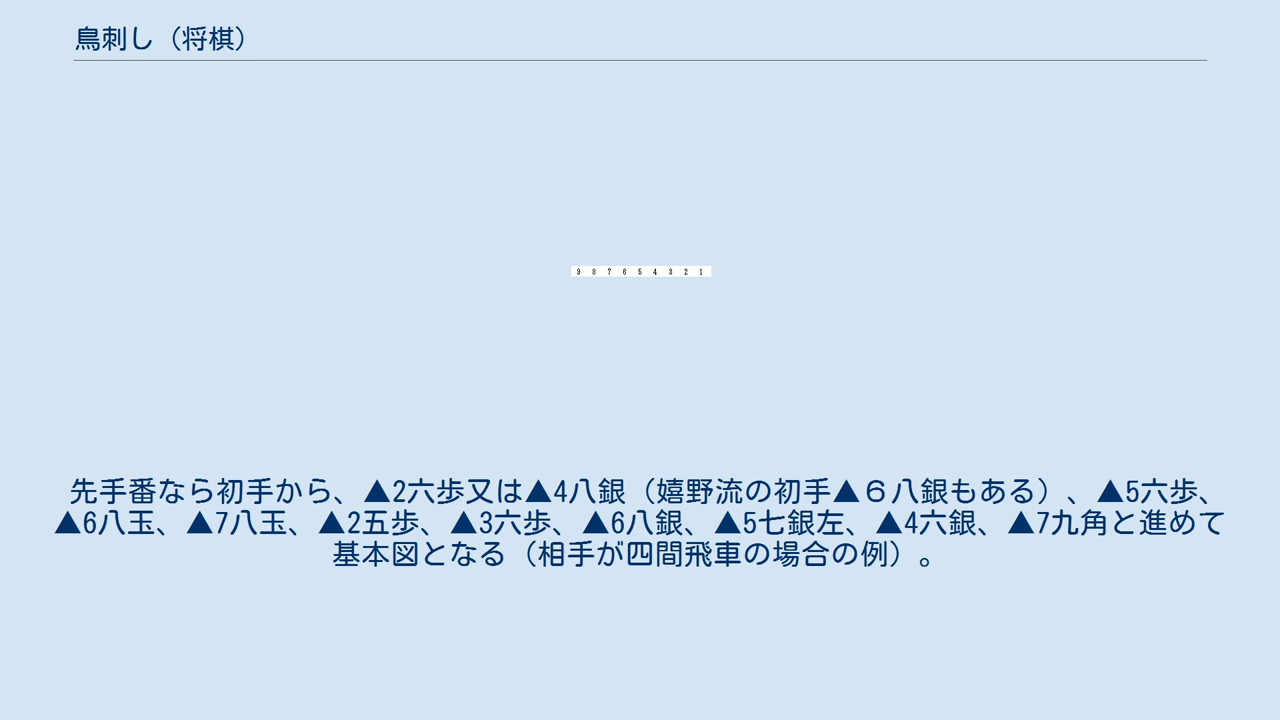 鳥刺し（将棋）
9 8 7 6 5 4 3 2 1
先手番なら初手から、▲2六歩又は▲4八銀（嬉野流の初手▲６八銀もある）、▲5六歩、
▲6八玉、▲7八玉、▲2五歩、▲3六歩、▲6八銀、▲5七銀左、▲4六銀、▲7九角と進めて
基本図となる（相手が四間飛車の場合の例）。